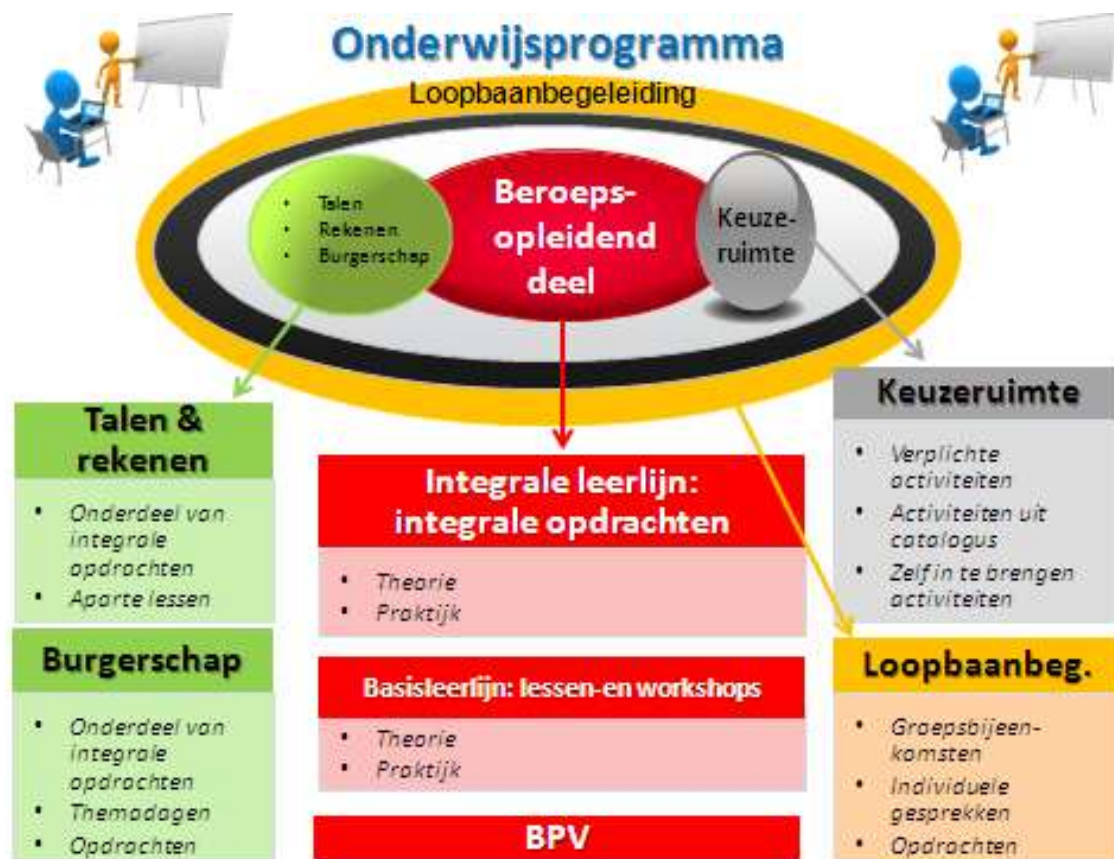 Onderwijsprogramma
Loopbaanbegeleiding
• Talen
• Rekenen
• Burgerschap
Beroeps-
opleidend
deel
Keuze-
ruimte
Talen &
rekenen
• Onderdeel van
integrale
opdrachten
• Aparte lessen
Burgerschap
• Onderdeel van
integrale
opdrachten
• Themadagen
• Opdrachten
Integrale leerlijn:
integrale opdrachten
• Theorie
• Praktijk
Basisleerlijn: lessen-en workshops
• Theorie
• Praktijk
BPV
Keuzeruimte
• Verplichte
activiteiten
• Activiteiten uit
catalogus
• Zelf in te brengen
activiteiten
Loopbaanbeg.
• Groepsbijeen-
komsten
• Individuele
gesprekken
• Opdrachten